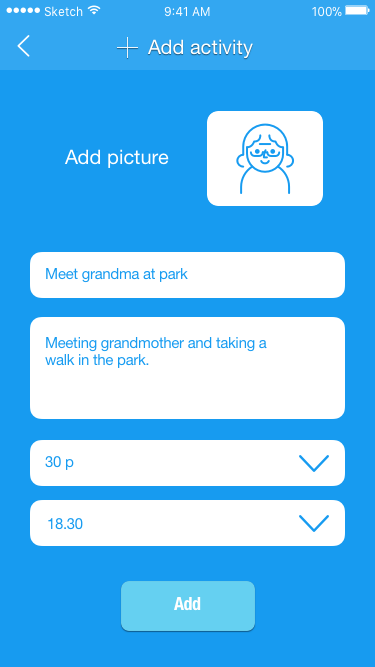 Sketch 9:41 AM 100%
Add activity
Add picture
Meet grandma at park
Meeting grandmother and taking a
walk in the park.
30 p
18.30
Add